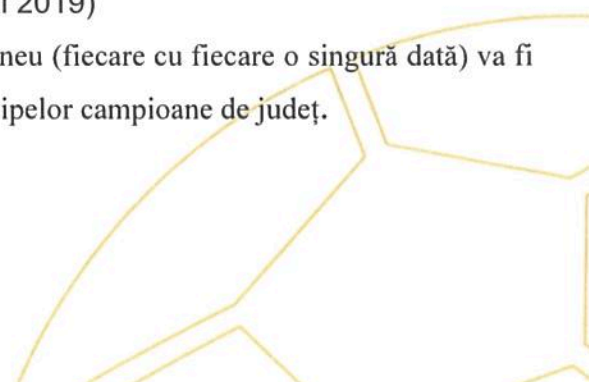 2019)
neu (fiecare cu fiecare o singură dată) va fi
ipelor campioane de județ.